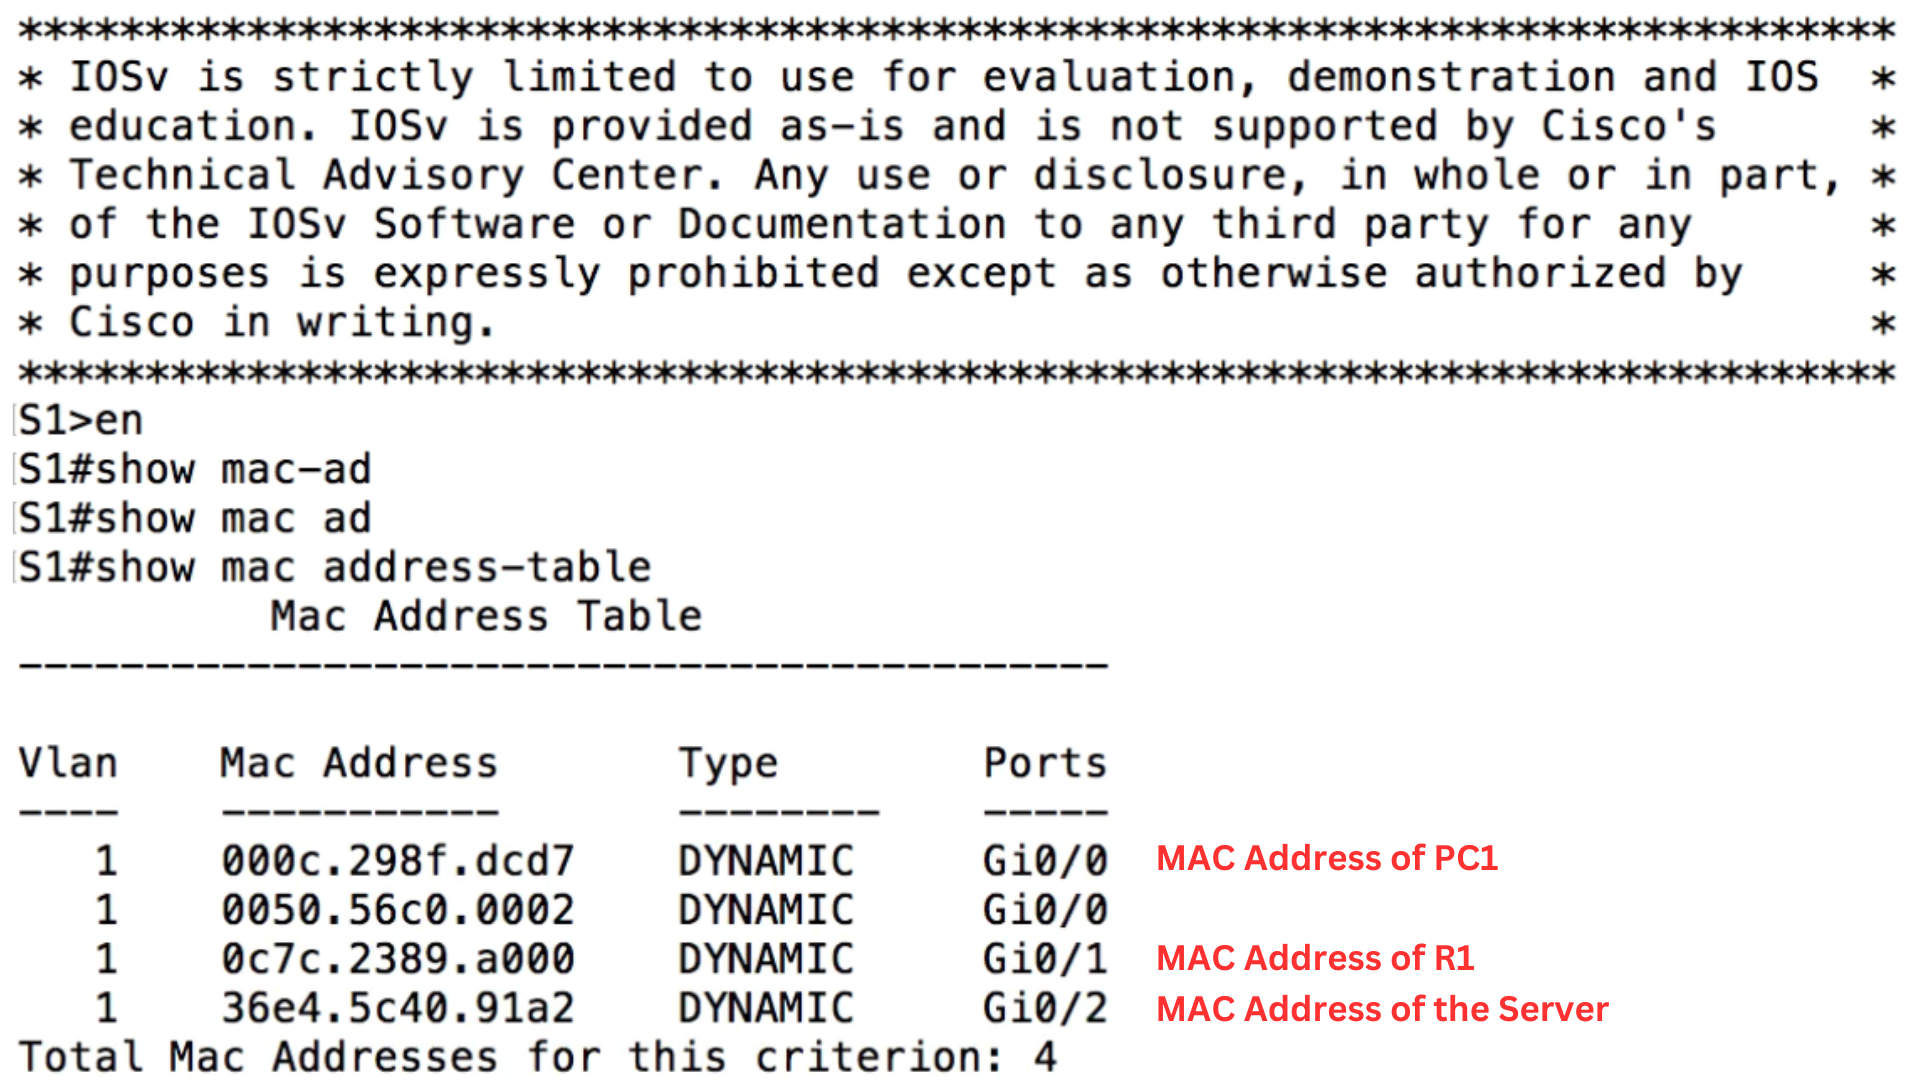 **************************************************************************
* IOSv is strictly limited to use for evaluation, demonstration and IOS  *
* education. IOSv is provided as-is and is not supported by Cisco's      *
* Technical Advisory Center. Any use or disclosure, in whole or in part, *
* of the IOSv Software or Documentation to any third party for any       *
* purposes is expressly prohibited except as otherwise authorized by     *
* Cisco in writing.                                                      *
**************************************************************************
S1>en
S1#show mac-ad
S1#show mac ad
S1#show mac address-table
          Mac Address Table
-------------------------------------------

Vlan    Mac Address       Type        Ports
----    -----------       --------    -----
   1    000c.298f.dcd7    DYNAMIC     Gi0/0  MAC Address of PC1
   1    0050.56c0.0002    DYNAMIC     Gi0/0
   1    0c7c.2389.a000    DYNAMIC     Gi0/1  MAC Address of R1
   1    36e4.5c40.91a2    DYNAMIC     Gi0/2  MAC Address of the Server
Total Mac Addresses for this criterion: 4